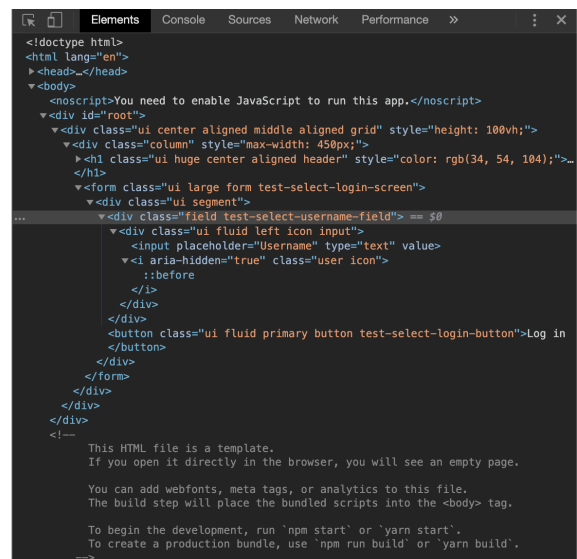 Elements Console Sources Network Performance »
<!doctype html>
<html lang="en">
<head>…</head>
<body>
<noscript>You need to enable JavaScript to run this app.</noscript>
<div id="root">
<div class="ui center aligned middle aligned grid" style="height: 100vh;">
<div class="column" style="max-width: 450px;">
<h1 class="ui huge center aligned header" style="color: rgb(34, 54, 104);">…
</h1>
<form class="ui large form test-select-login-screen">
<div class="ui segment">
… <div class="field test-select-username-field"> == $0
<div class="ui fluid left icon input">
<input placeholder="Username" type="text" value>
<i aria-hidden="true" class="user icon">
::before
</i>
</div>
</div>
<button class="ui fluid primary button test-select-login-button">Log in
</button>
</div>
</form>
</div>
</div>
</div>
<!--
This HTML file is a template.
If you open it directly in the browser, you will see an empty page.
You can add webfonts, meta tags, or analytics to this file.
The build step will place the bundled scripts into the <body> tag.
To begin the development, run `npm start` or `yarn start`.
To create a production bundle, use `npm run build` or `yarn build`.
-->